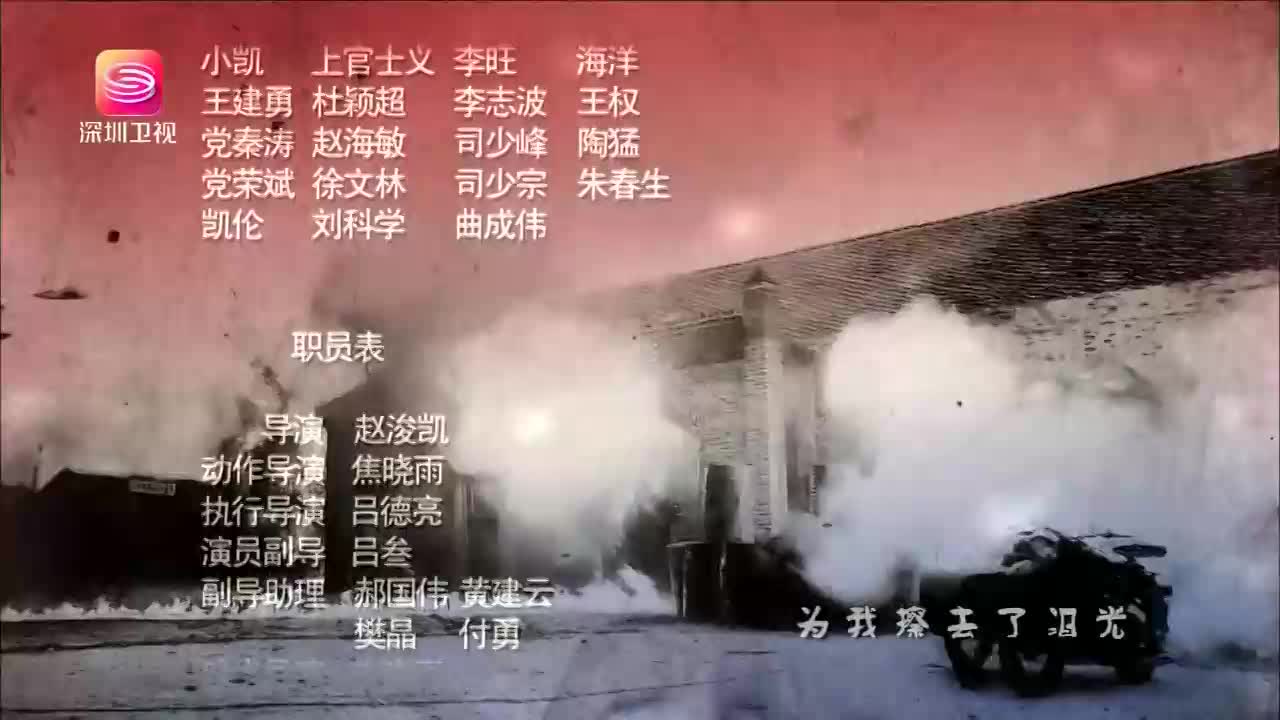 深圳卫视
小凯 上官士义 李旺 海洋
王建勇 杜颖超 李志波 王权
党秦涛 赵海敏 司少峰 陶猛
党荣斌 徐文林 司少宗 朱春生
凯伦 刘科学 曲成伟
职员表
导演 赵浚凯
动作导演 焦晓雨
执行导演 吕德亮
演员副导 吕叁
副导助理 郝国伟 黄建云
樊晶 付勇
为我擦去了泪光